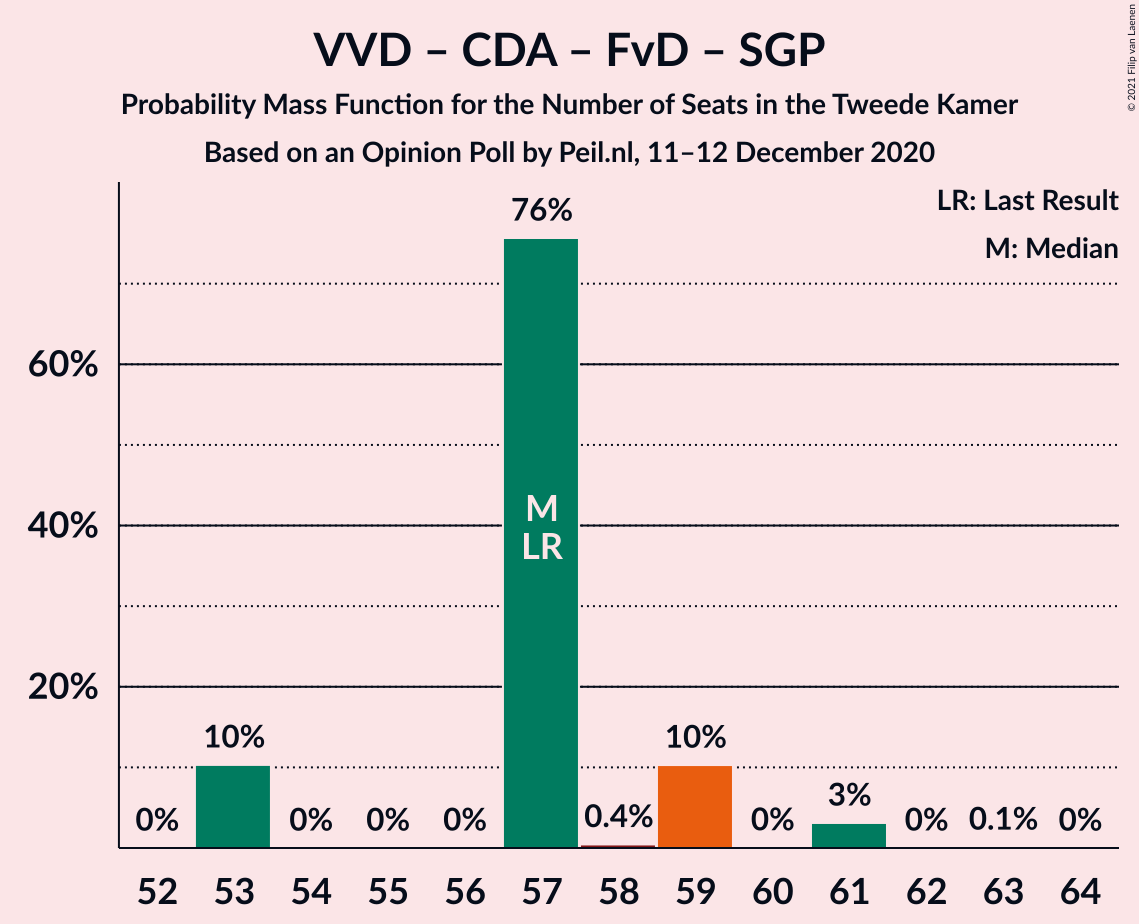 VVD – CDA – FvD – SGP
Probability Mass Function for the Number of Seats in the Tweede Kamer
Based on an Opinion Poll by Peil.nl, 11–12 December 2020
© 2021 Filip van Laenen
LR: Last Result
M: Median
60%
40%
20%
0%
10%
0%
0%
0%
76%
M
LR
0.4%
10%
0%
3%
0%
0.1%
0%
52 53 54 55 56 57 58 59 60 61 62 63 64